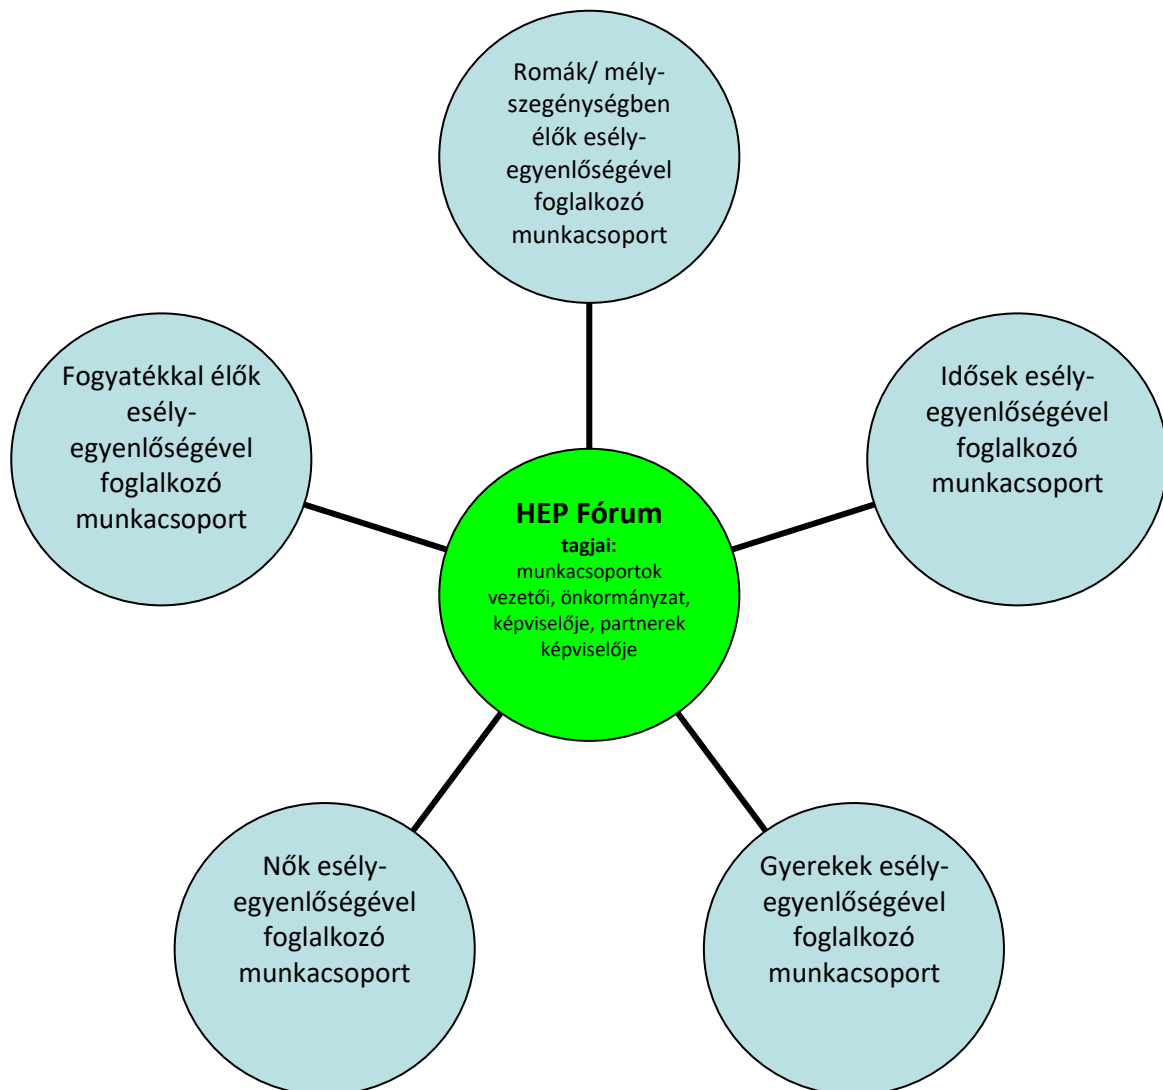 Romák/ mély-
szegénységben
élők esély-
egyenlőségével
foglalkozó
munkacsoport
Fogyatékkal élők
esély-
egyenlőségével
foglalkozó
munkacsoport
Idősek esély-
egyenlőségével
foglalkozó
munkacsoport
HEP Fórum
tagjai:
munkacsoportok
vezetői, önkormányzat,
képviselője, partnerek
képviselője
Nők esély-
egyenlőségével
foglalkozó
munkacsoport
Gyerekek esély-
egyenlőségével
foglalkozó
munkacsoport